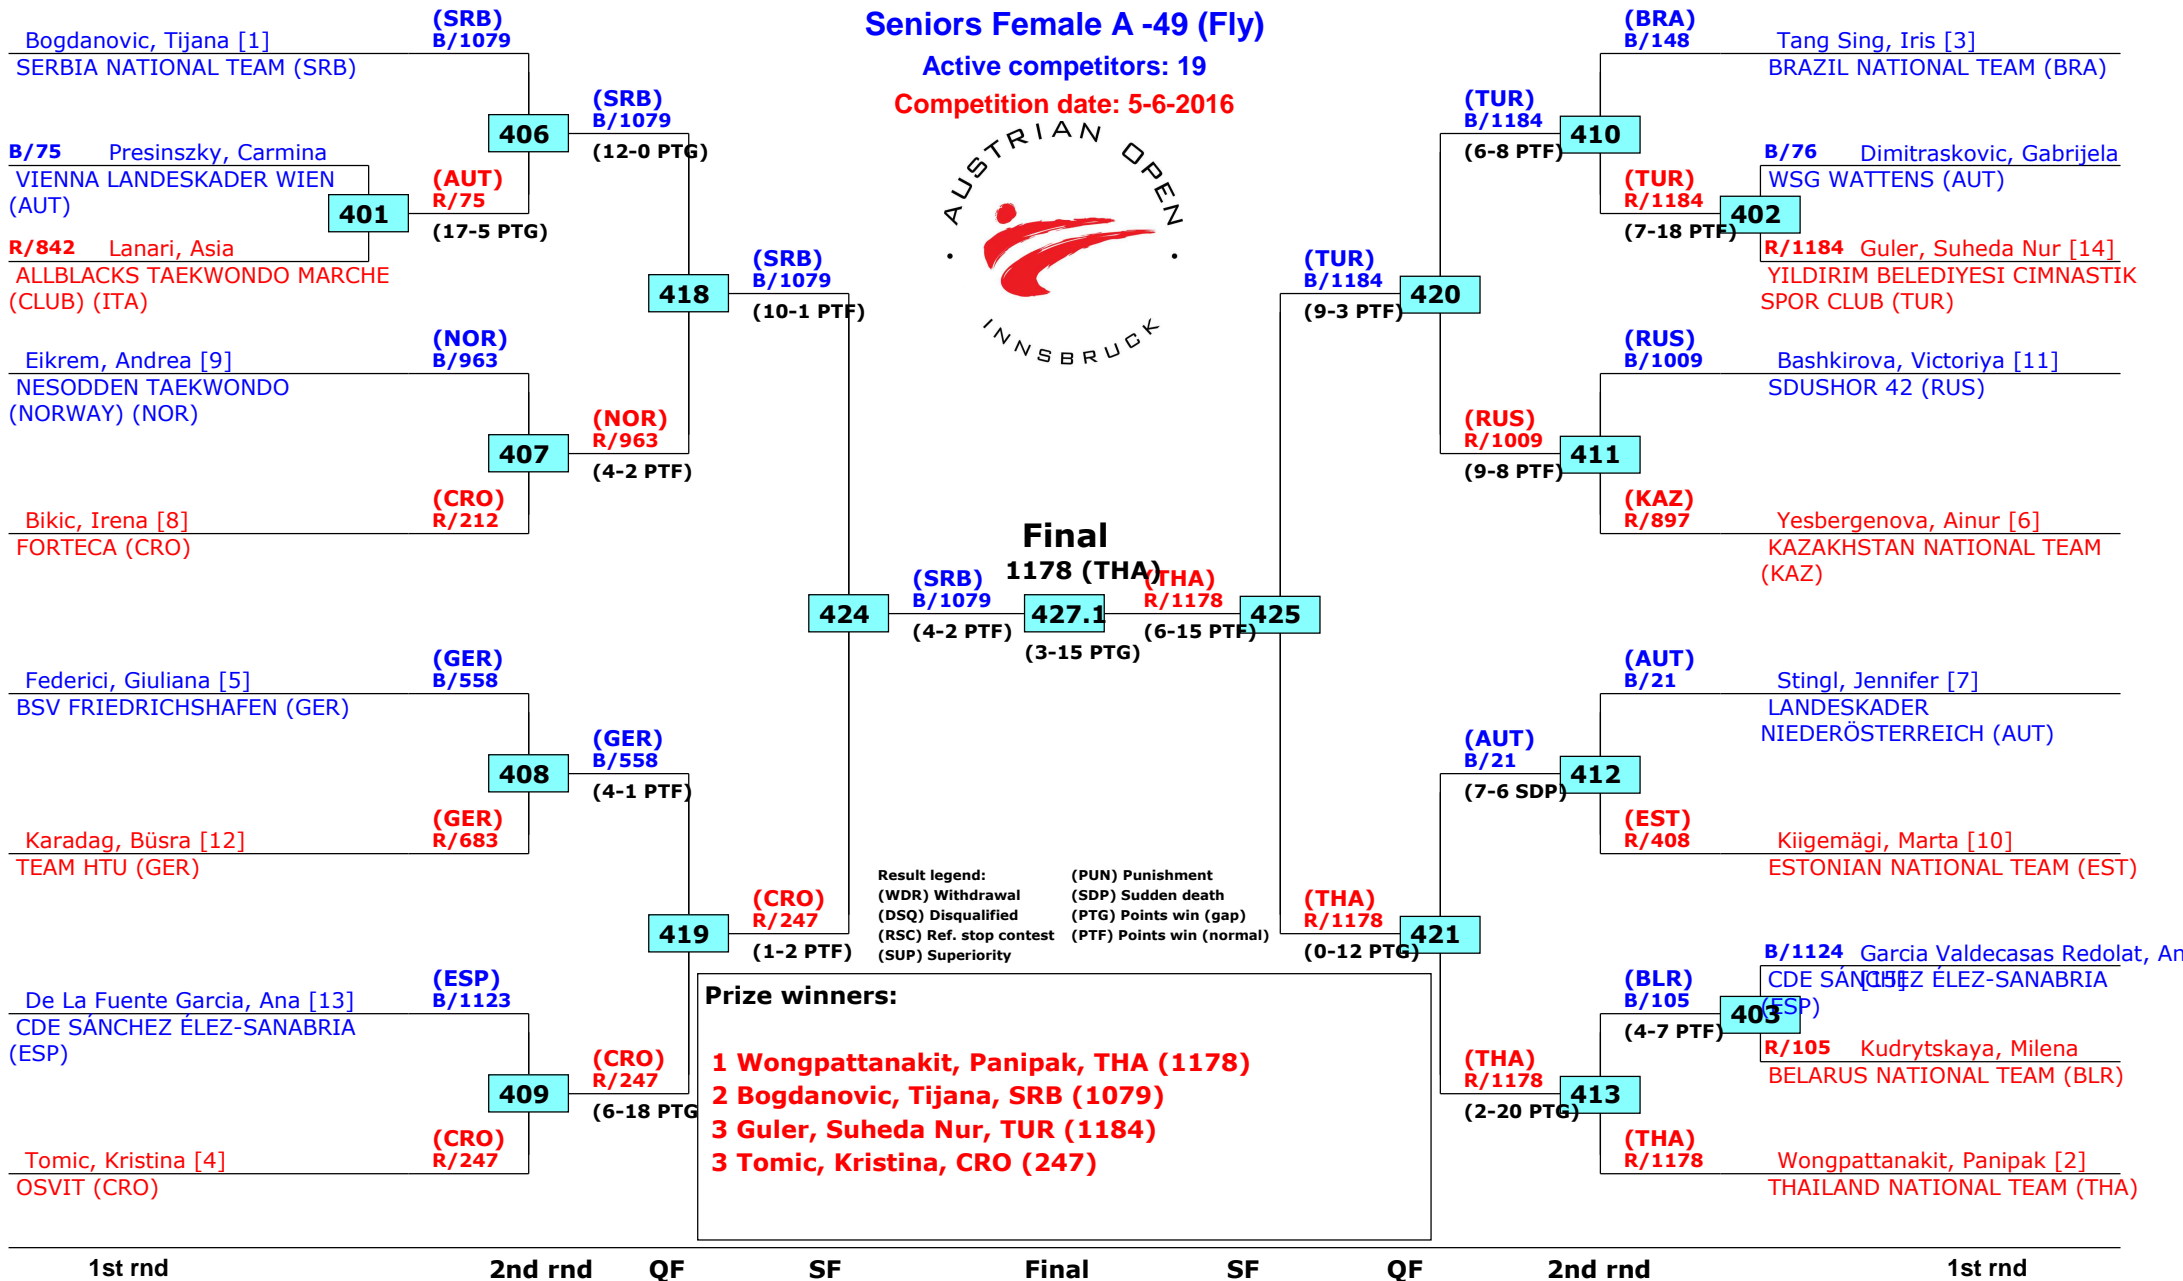 Seniors Female A -49 (Fly)
Active competitors: 19
Competition date: 5-6-2016
AUSTRIAN OPEN
INNSBRUCK
Bogdanovic, Tijana [1]
SERBIA NATIONAL TEAM (SRB)
(SRB)
B/1079
B/75 Presinszky, Carmina
VIENNA LANDESKADER WIEN
(AUT)
401
R/842 Lanari, Asia
ALLBLACKS TAEKWONDO MARCHE
(CLUB) (ITA)
(AUT)
R/75
(17-5 PTG)
406
(SRB)
B/1079
(12-0 PTG)
Eikrem, Andrea [9]
NESODDEN TAEKWONDO
(NORWAY) (NOR)
(NOR)
B/963
407
Bikic, Irena [8]
FORTECA (CRO)
(CRO)
R/212
(NOR)
R/963
(4-2 PTF)
418
(SRB)
B/1079
(10-1 PTF)
Federici, Giuliana [5]
BSV FRIEDRICHSHAFEN (GER)
(GER)
B/558
408
Karadag, Büsra [12]
TEAM HTU (GER)
(GER)
R/683
(GER)
B/558
(4-1 PTF)
De La Fuente Garcia, Ana [13]
CDE SÁNCHEZ ÉLEZ-SANABRIA
(ESP)
(ESP)
B/1123
409
Tomic, Kristina [4]
OSVIT (CRO)
(CRO)
R/247
(CRO)
R/247
(6-18 PTG
419
(CRO)
R/247
(1-2 PTF)
424
(SRB)
B/1079
(4-2 PTF)
Final
1178 (THA)
427.1
(3-15 PTG)
(THA)
R/1178
(6-15 PTF)
425
(TUR)
B/1184
(9-3 PTF)
420
(TUR)
B/1184
(6-8 PTF)
410
(BRA)
B/148
Tang Sing, Iris [3]
BRAZIL NATIONAL TEAM (BRA)
(TUR)
R/1184
(7-18 PTF)
402
B/76 Dimitraskovic, Gabrijela
WSG WATTENS (AUT)
R/1184 Guler, Suheda Nur [14]
YILDIRIM BELEDIYESI CIMNASTIK
SPOR CLUB (TUR)
(RUS)
R/1009
(9-8 PTF)
411
(RUS)
B/1009
Bashkirova, Victoriya [11]
SDUSHOR 42 (RUS)
(KAZ)
R/897
Yesbergenova, Ainur [6]
KAZAKHSTAN NATIONAL TEAM
(KAZ)
(THA)
R/1178
(0-12 PTG)
421
(AUT)
B/21
(7-6 SDP)
412
(AUT)
B/21
Stingl, Jennifer [7]
LANDESKADER
NIEDERÖSTERREICH (AUT)
(EST)
R/408
Kiigemägi, Marta [10]
ESTONIAN NATIONAL TEAM (EST)
(THA)
R/1178
(2-20 PTG)
413
(BLR)
B/105
(4-7 PTF)
403
B/1124 Garcia Valdecasas Redolat, An
[15]
CDE SÁNCHEZ ÉLEZ-SANABRIA
(ESP)
R/105 Kudrytskaya, Milena
BELARUS NATIONAL TEAM (BLR)
(THA)
R/1178
Wongpattanakit, Panipak [2]
THAILAND NATIONAL TEAM (THA)
Result legend:
(WDR) Withdrawal
(DSQ) Disqualified
(RSC) Ref. stop contest
(SUP) Superiority
(PUN) Punishment
(SDP) Sudden death
(PTG) Points win (gap)
(PTF) Points win (normal)
Prize winners:
1 Wongpattanakit, Panipak, THA (1178)
2 Bogdanovic, Tijana, SRB (1079)
3 Guler, Suheda Nur, TUR (1184)
3 Tomic, Kristina, CRO (247)
1st rnd 2nd rnd QF SF Final SF QF 2nd rnd 1st rnd